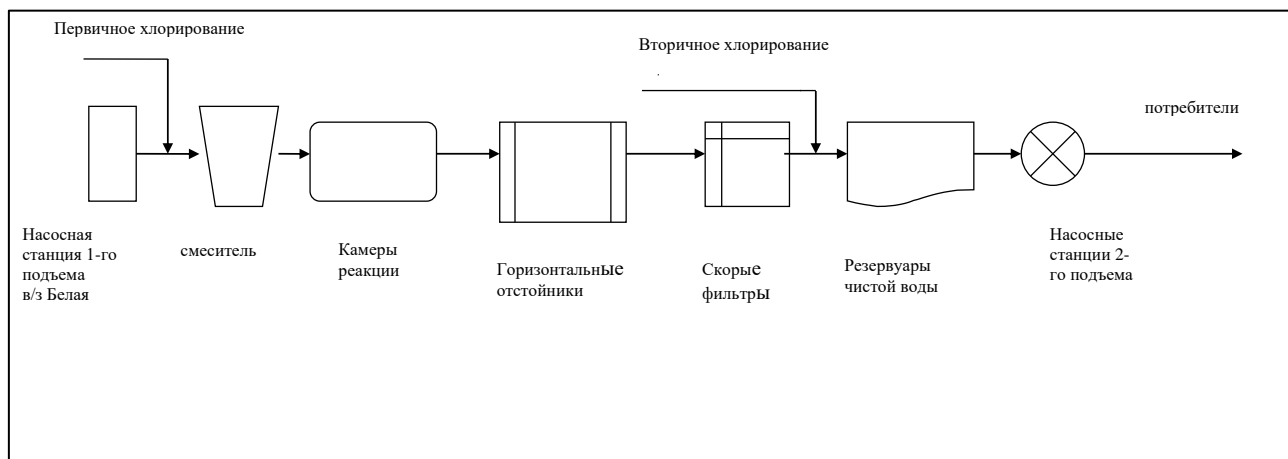 Первичное хлорирование
Вторичное хлорирование
потребители
Насосная
станция 1-го
подъема
в/з Белая
смеситель
Камеры
реакции
Горизонтальные
отстойники
Скорые
фильтры
Резервуары
чистой воды
Насосные
станции 2-
го подъема